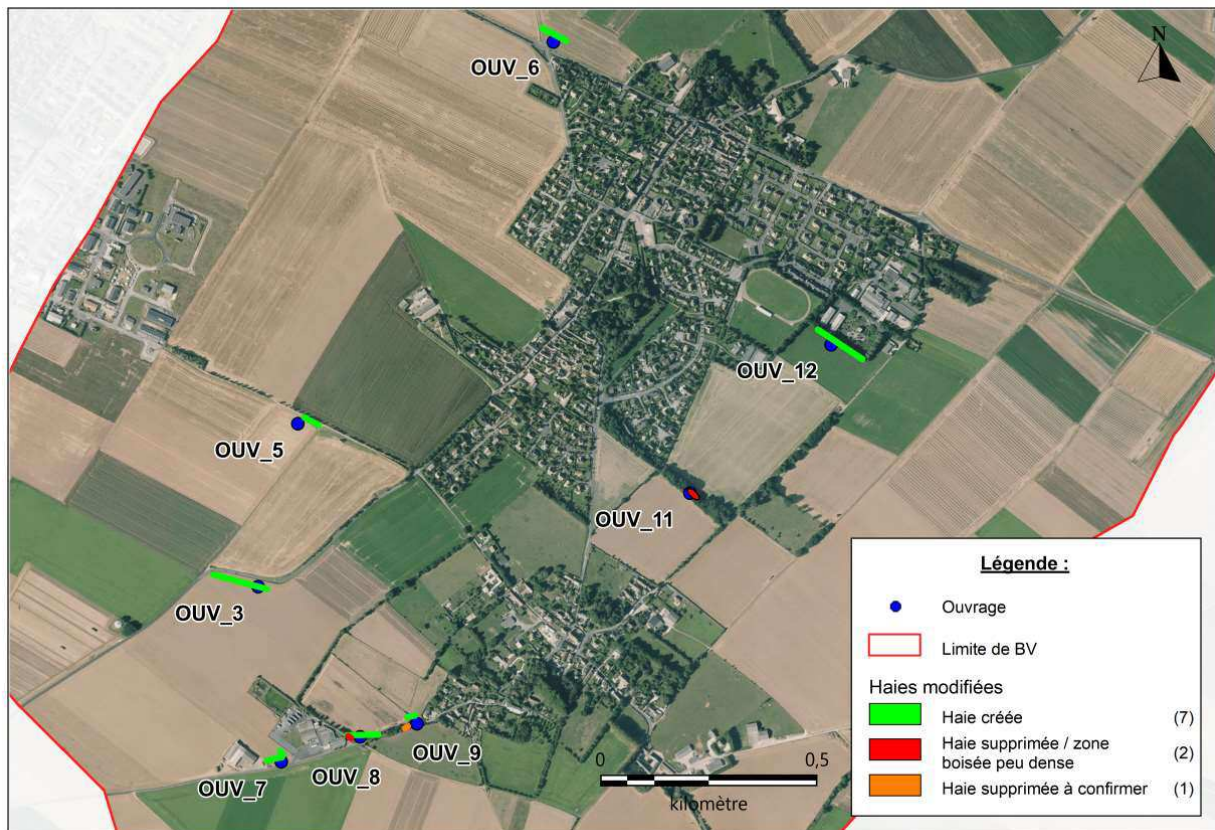 N
OUV_6
OUV_12
OUV_5
OUV_11
OUV_3
OUV_9
OUV_8
OUV_7
0 0,5
kilomètre
Légende :
Ouvrage
Limite de BV
Haies modifiées
Haie créée (7)
Haie supprimée / zone
boisée peu dense (2)
Haie supprimée à confirmer (1)